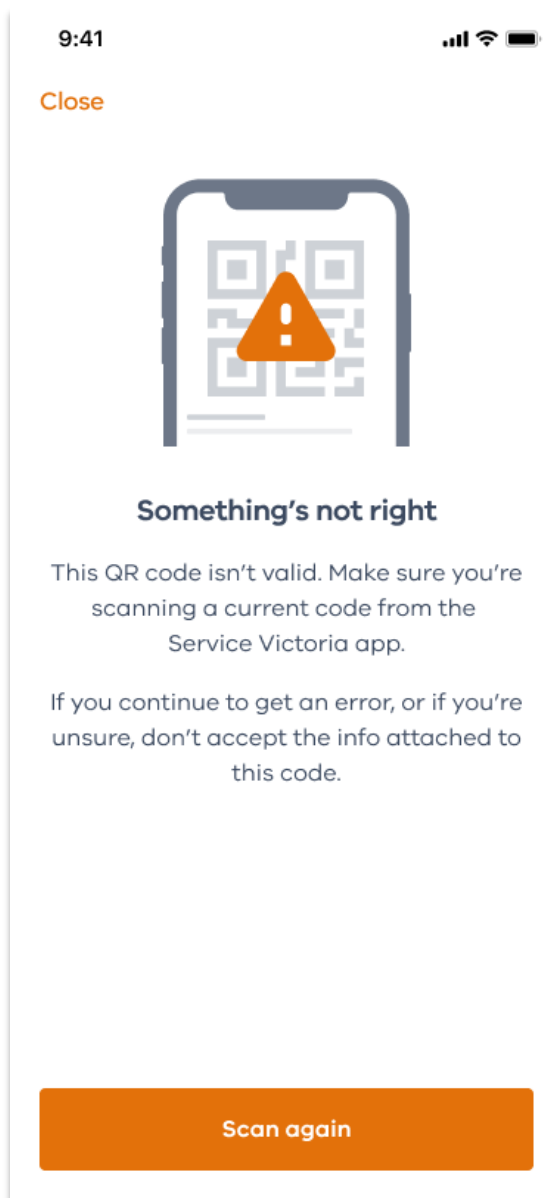 9:41
Close
Something's not right
This QR code isn't valid. Make sure you're
scanning a current code from the
Service Victoria app.
If you continue to get an error, or if you're
unsure, don't accept the info attached to
this code.
Scan again